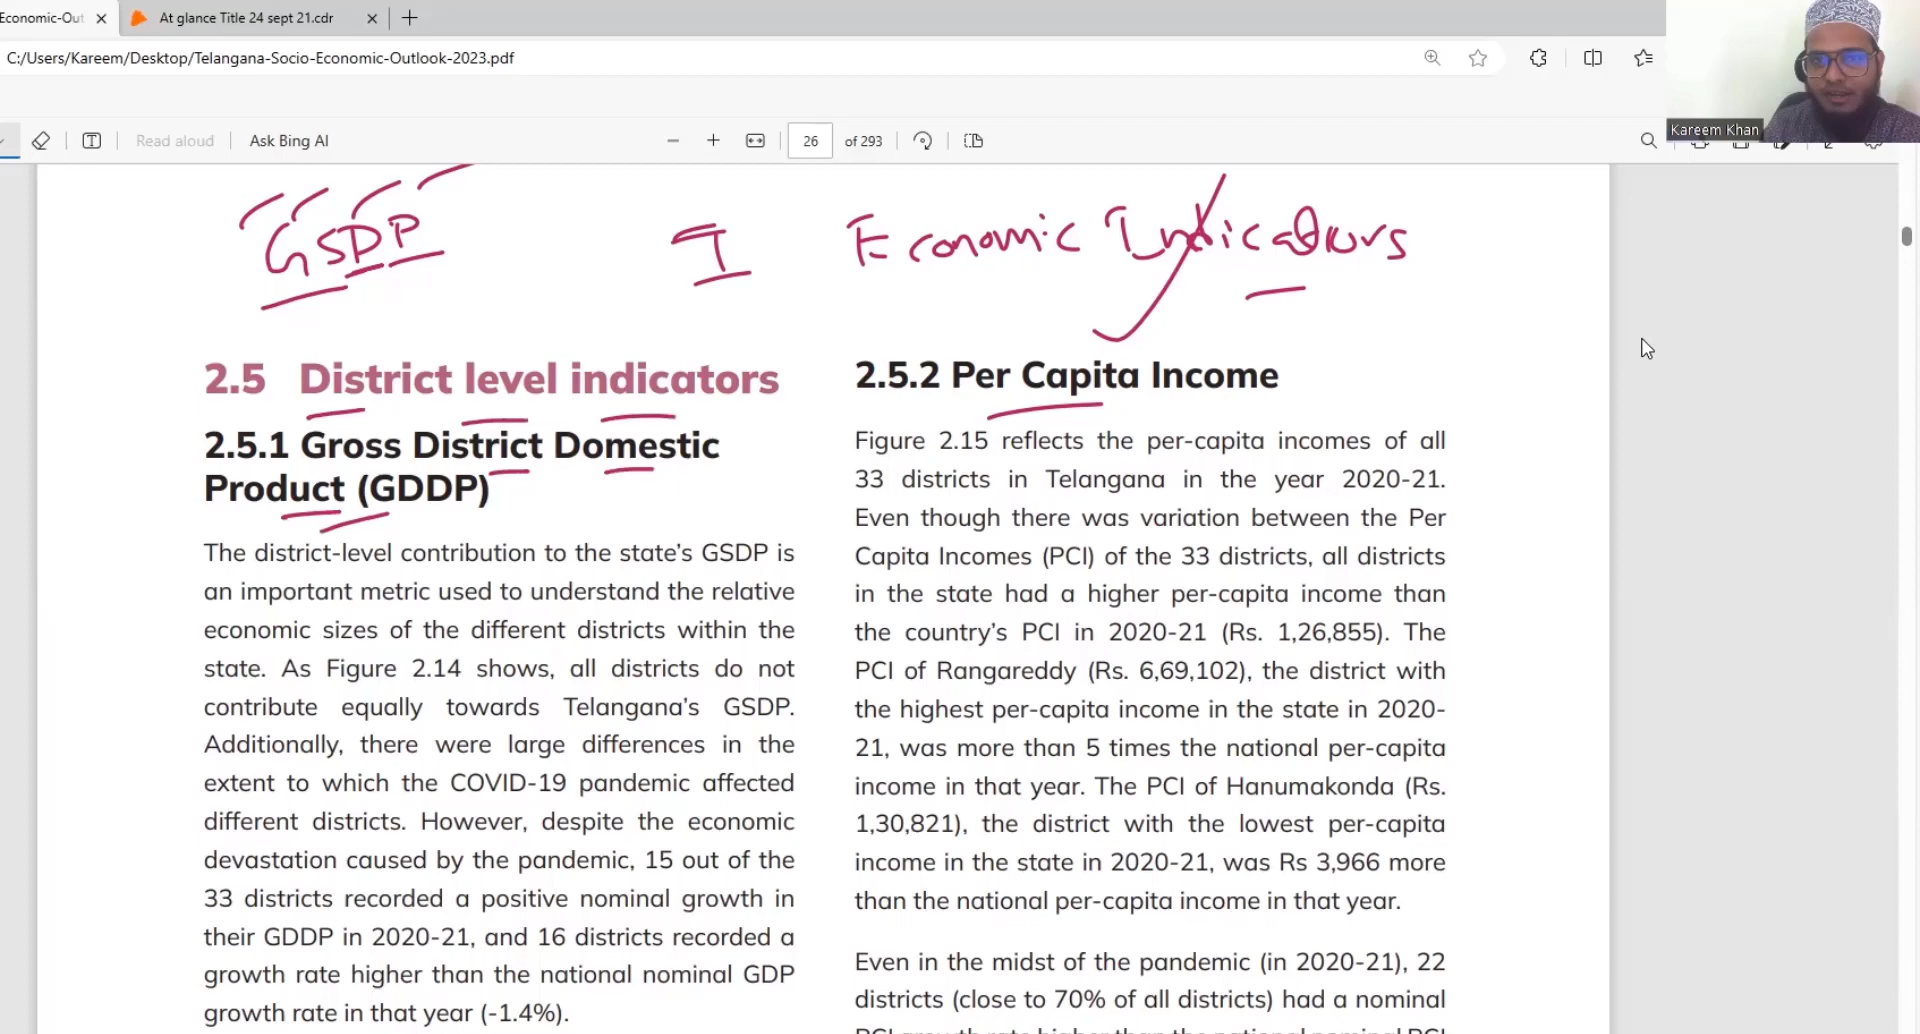 Economic-Out
At glance Title 24 sept 21.cdr
C:/Users/Kareem/Desktop/Telangana-Socio-Economic-Outlook-2023.pdf
Read aloud
Ask Bing AI
26
of 293
Kareem Khan
GSDP
I
Economic Indicators
2.5 District level indicators
2.5.1 Gross District Domestic
Product (GDDP)
The district-level contribution to the state's GSDP is
an important metric used to understand the relative
economic sizes of the different districts within the
state. As Figure 2.14 shows, all districts do not
contribute equally towards Telangana's GSDP.
Additionally, there were large differences in the
extent to which the COVID-19 pandemic affected
different districts. However, despite the economic
devastation caused by the pandemic, 15 out of the
33 districts recorded a positive nominal growth in
their GDDP in 2020-21, and 16 districts recorded a
growth rate higher than the national nominal GDP
growth rate in that year (-1.4%).
2.5.2 Per Capita Income
Figure 2.15 reflects the per-capita incomes of all
33 districts in Telangana in the year 2020-21.
Even though there was variation between the Per
Capita Incomes (PCI) of the 33 districts, all districts
in the state had a higher per-capita income than
the country's PCI in 2020-21 (Rs. 1,26,855). The
PCI of Rangareddy (Rs. 6,69,102), the district with
the highest per-capita income in the state in 2020-
21, was more than 5 times the national per-capita
income in that year. The PCI of Hanumakonda (Rs.
1,30,821), the district with the lowest per-capita
income in the state in 2020-21, was Rs 3,966 more
than the national per-capita income in that year.
Even in the midst of the pandemic (in 2020-21), 22
districts (close to 70% of all districts) had a nominal
PCI growth rate higher than the national nominal PCI